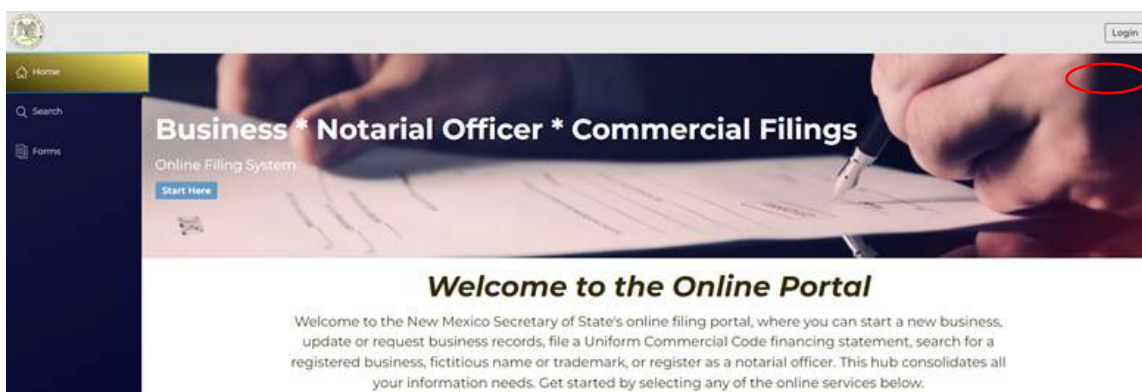 Login
Home
Search
Forms
Business * Notarial Officer * Commercial Filings
Online Filing System
Start Here
Welcome to the Online Portal
Welcome to the New Mexico Secretary of State's online filing portal, where you can start a new business,
update or request business records, file a Uniform Commercial Code financing statement, search for a
registered business, fictitious name or trademark, or register as a notarial officer. This hub consolidates all
your information needs. Get started by selecting any of the online services below.